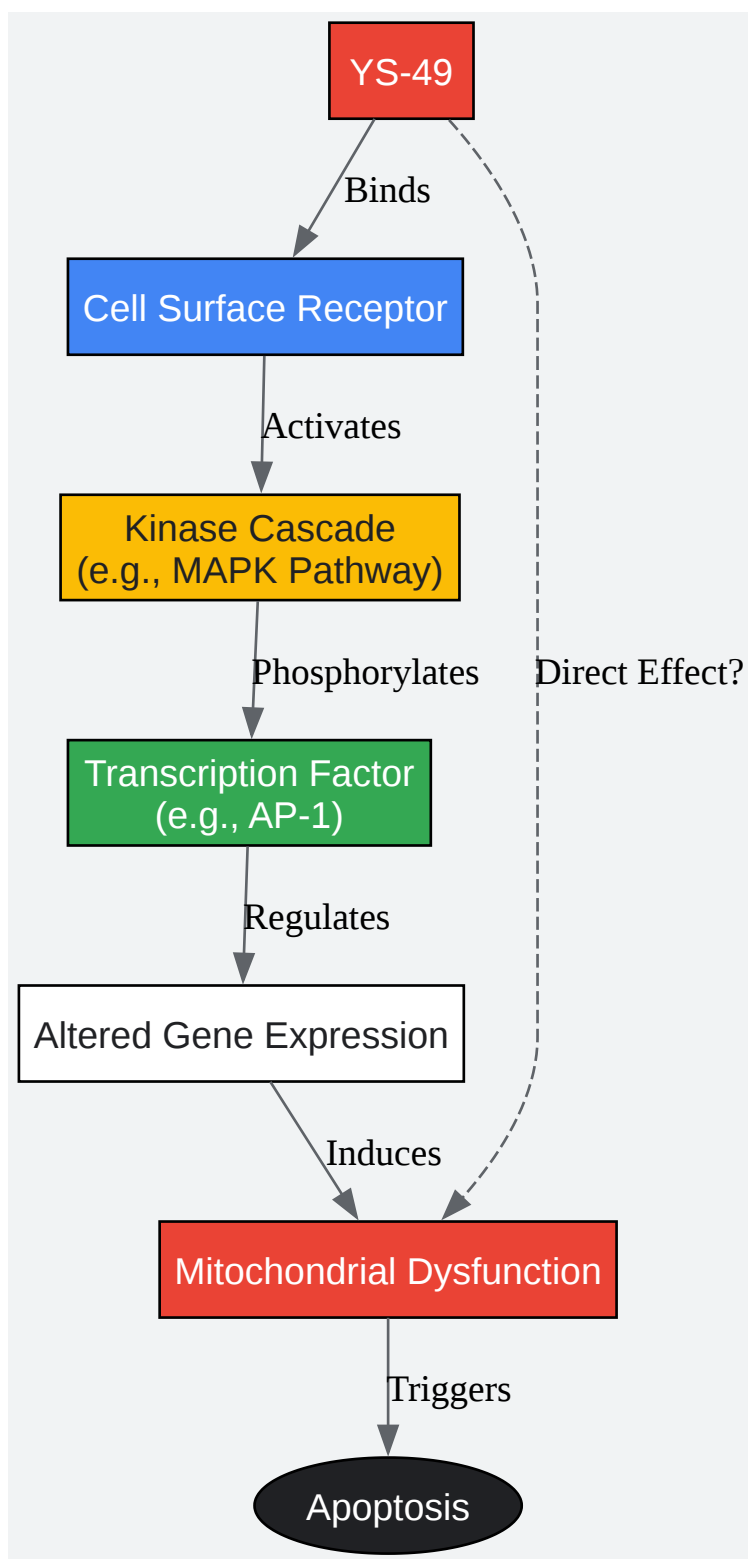 YS-49
Binds
Cell Surface Receptor
Activates
Kinase Cascade
(e.g., MAPK Pathway)
Phosphorylates
Direct Effect?
Transcription Factor
(e.g., AP-1)
Regulates
Altered Gene Expression
Induces
Mitochondrial Dysfunction
Triggers
Apoptosis